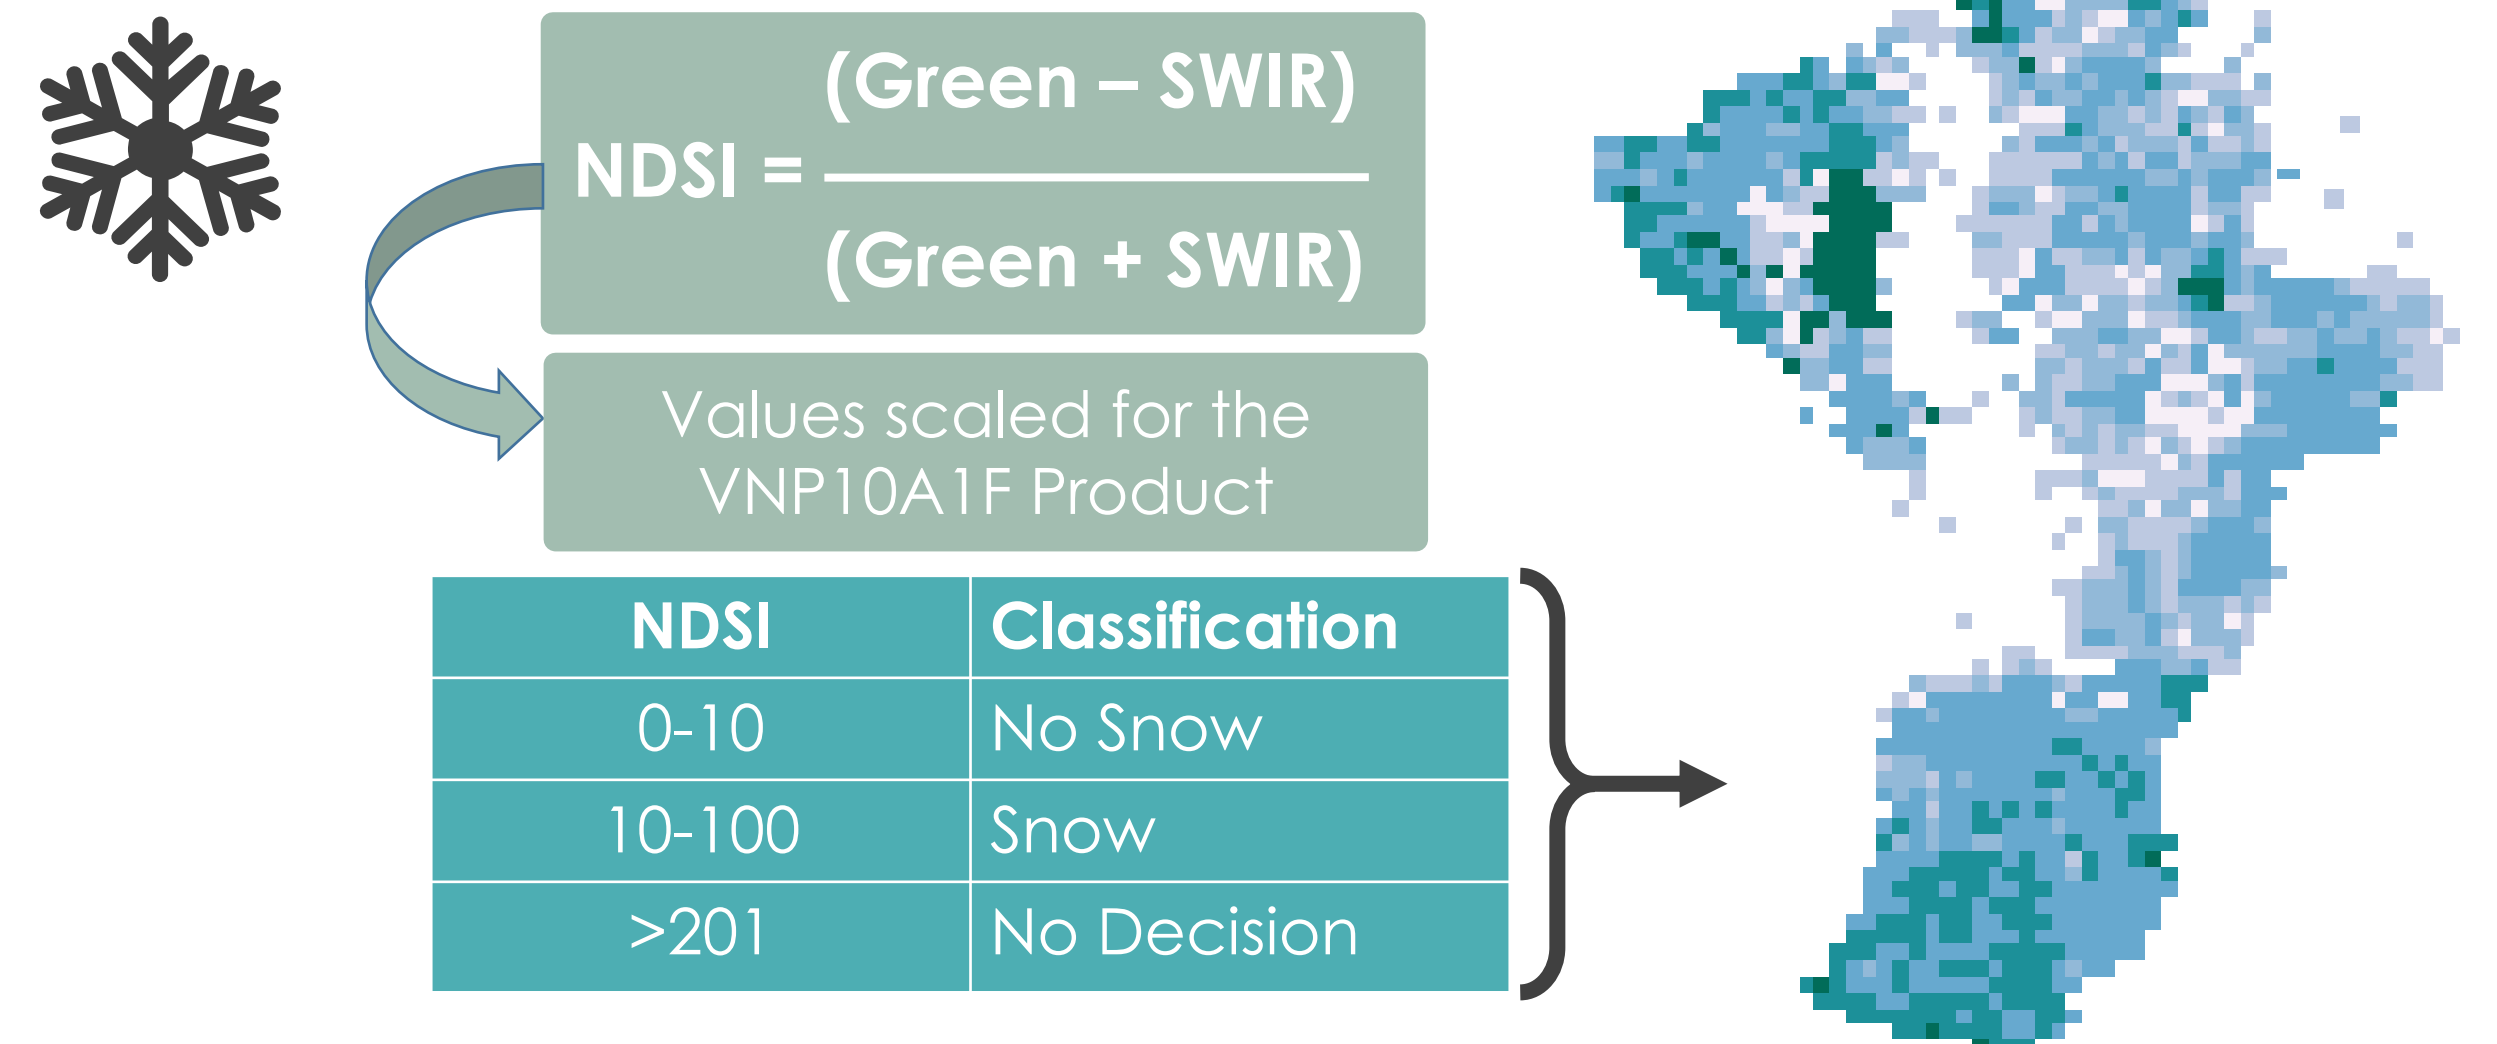 (Green – SWIR)
NDSI =
(Green + SWIR)
Values scaled for the
VNP10A1F Product
NDSI Classification
0-10 No Snow
10-100 Snow
>201 No Decision